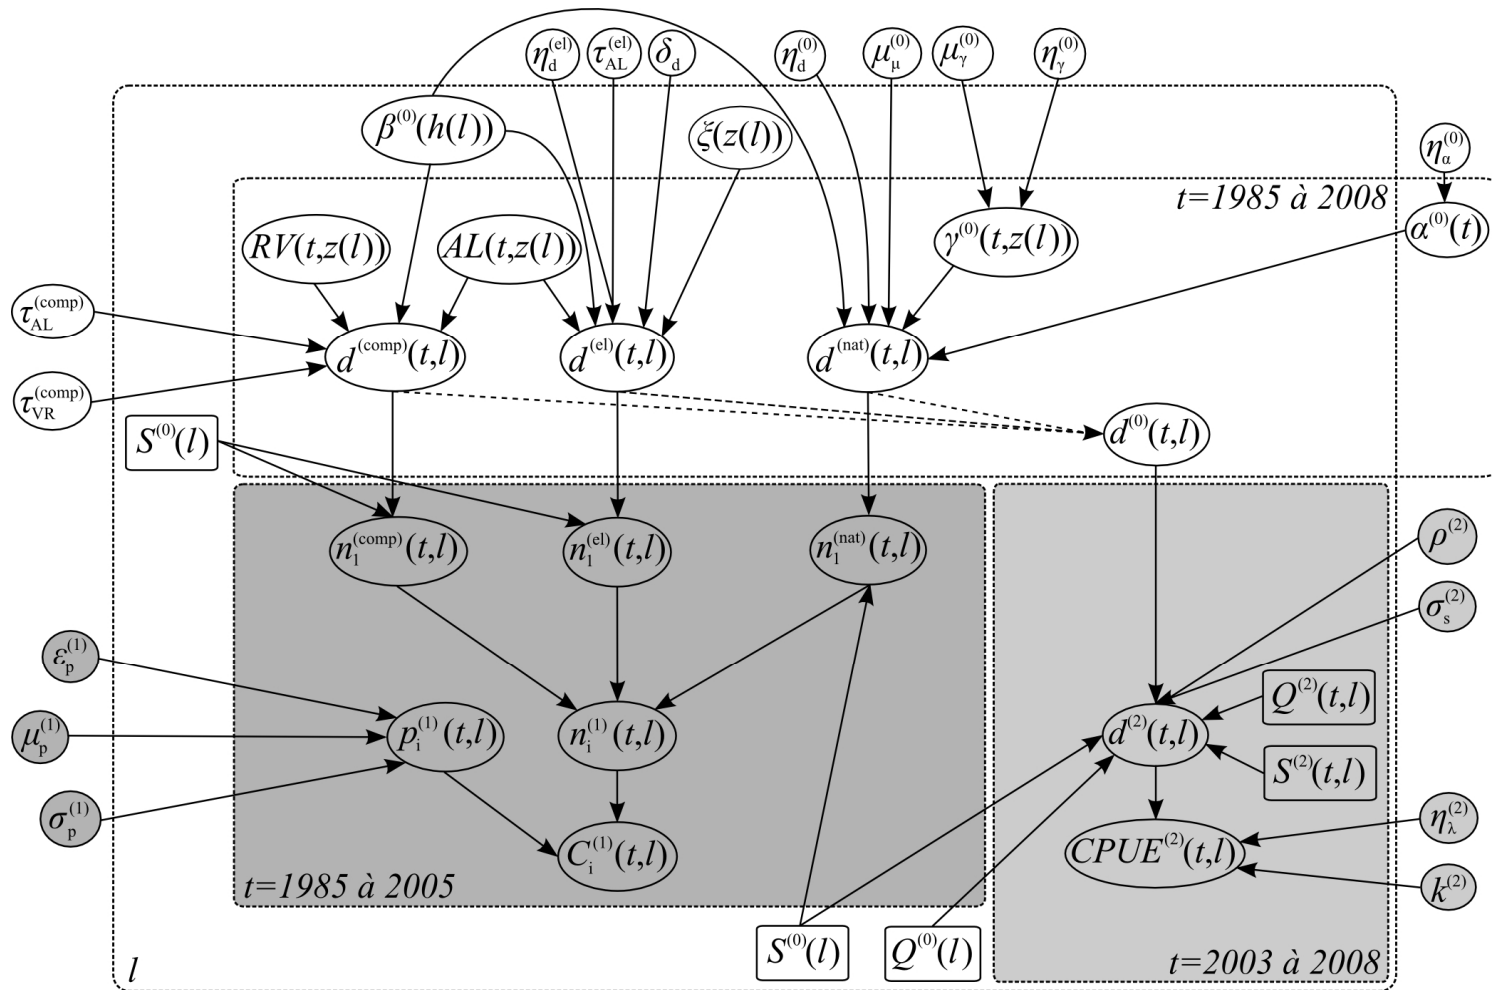 η_d^(el) τ_AL^(el) δ_d η_d^(0) μ_μ^(0) μ_γ^(0) η_γ^(0)
β^(0)(h(l)) ξ(z(l)) η_α^(0)
t=1985 à 2008
RV(t,z(l)) AL(t,z(l)) γ^(0)(t,z(l)) α^(0)(t)
τ_AL^(comp)
d^(comp)(t,l) d^(el)(t,l) d^(nat)(t,l)
τ_VR^(comp)
S^(0)(l) d^(0)(t,l)
n_1^(comp)(t,l) n_1^(el)(t,l) n_1^(nat)(t,l) ρ^(2)
σ_s^(2)
ε_p^(1)
Q^(2)(t,l)
μ_p^(1) p_i^(1)(t,l) n_i^(1)(t,l) d^(2)(t,l)
S^(2)(t,l)
σ_p^(1) η_λ^(2)
C_i^(1)(t,l) CPUE^(2)(t,l)
t=1985 à 2005 k^(2)
S^(0)(l) Q^(0)(l)
l t=2003 à 2008